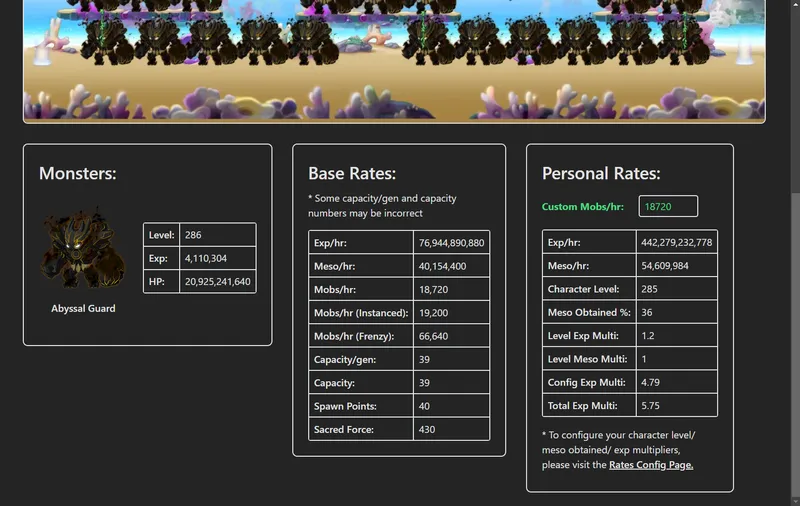 Monsters:
Level: 286
Exp: 4,110,304
HP: 20,925,241,640
Abyssal Guard
Base Rates:
* Some capacity/gen and capacity
numbers may be incorrect
Exp/hr: 76,944,890,880
Meso/hr: 40,154,400
Mobs/hr: 18,720
Mobs/hr (Instanced): 19,200
Mobs/hr (Frenzy): 66,640
Capacity/gen: 39
Capacity: 39
Spawn Points: 40
Sacred Force: 430
Personal Rates:
Custom Mobs/hr: 18720
Exp/hr: 442,279,232,778
Meso/hr: 54,609,984
Character Level: 285
Meso Obtained %: 36
Level Exp Multi: 1.2
Level Meso Multi: 1
Config Exp Multi: 4.79
Total Exp Multi: 5.75
* To configure your character level/
meso obtained/ exp multipliers,
please visit the Rates Config Page.